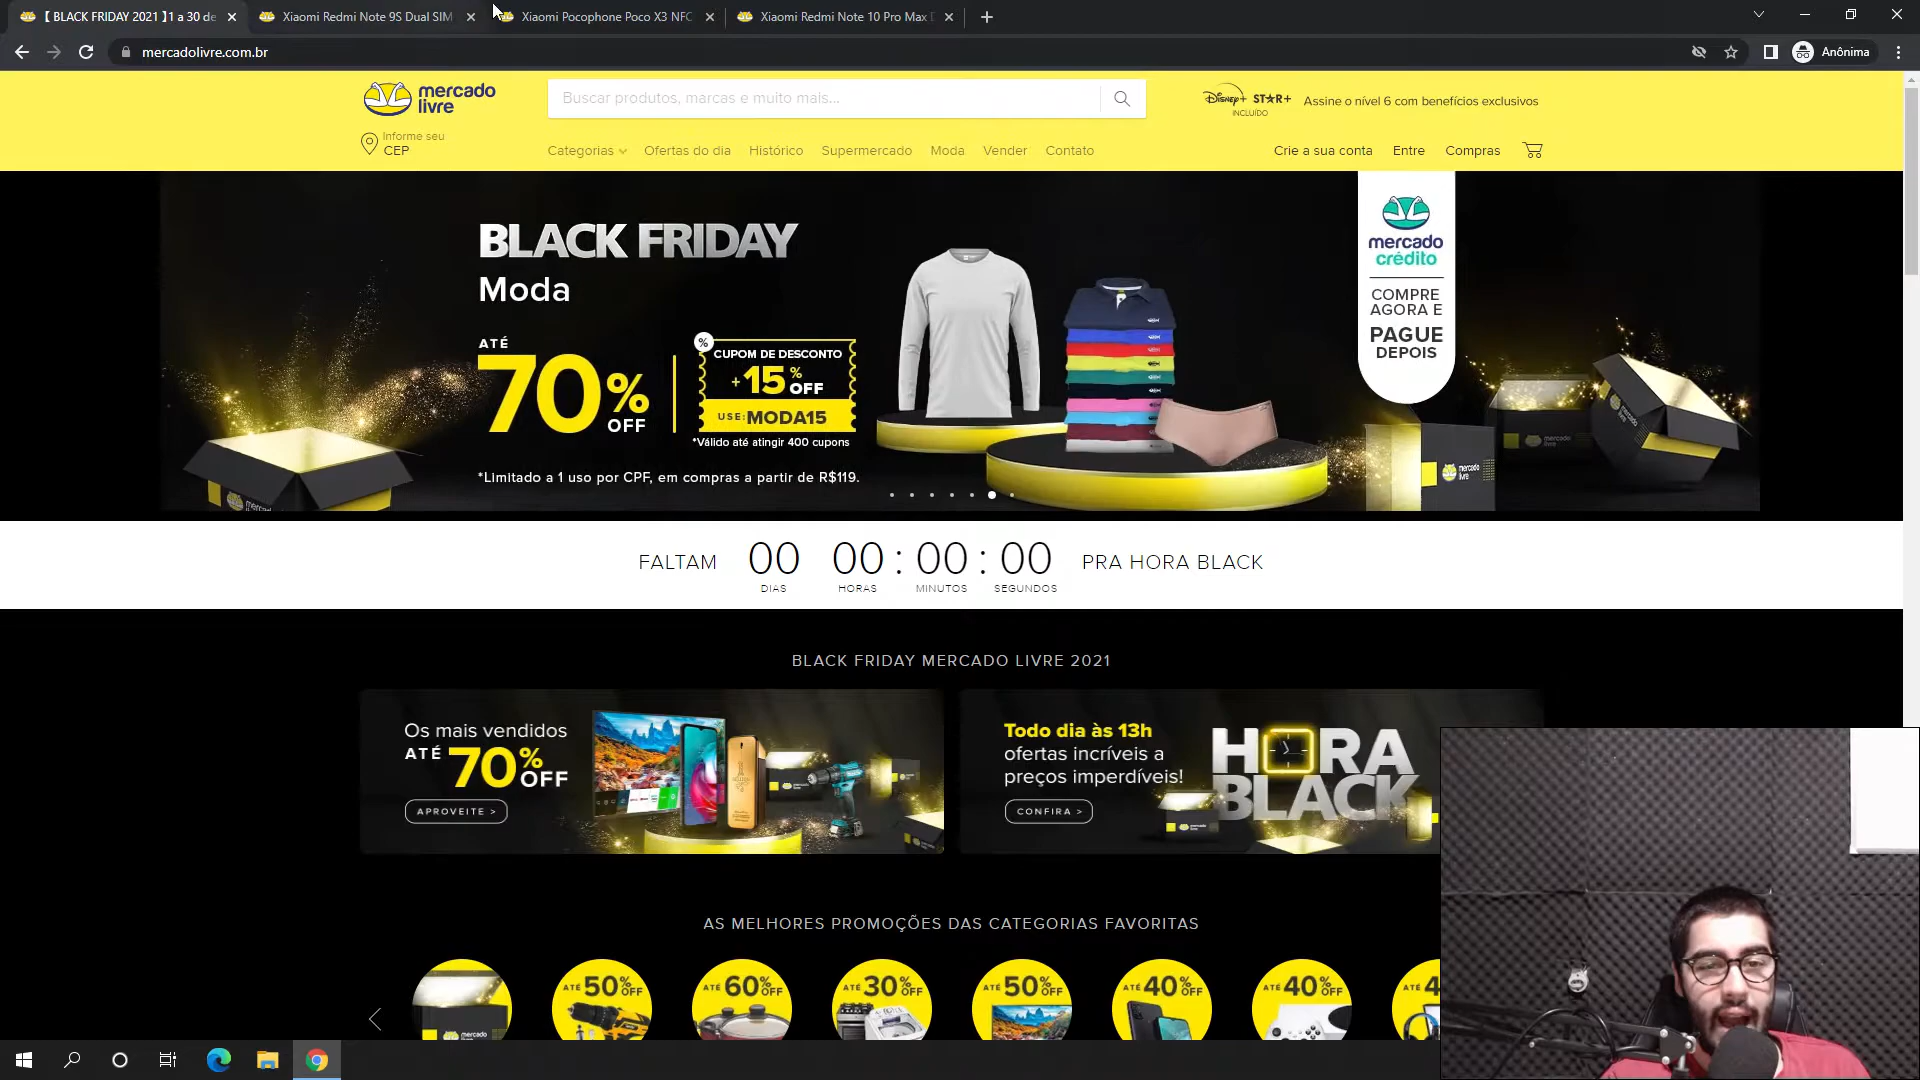 【 BLACK FRIDAY 2021 】1 a 30 de
Xiaomi Redmi Note 9S Dual SIM
Xiaomi Pocophone Poco X3 NFC
Xiaomi Redmi Note 10 Pro Max
mercadolivre.com.br
Anônima
mercado
livre
Buscar produtos, marcas e muito mais...
Disney+ STAR+
INCLUÍDO
Assine o nível 6 com benefícios exclusivos
Informe seu
CEP
Categorias
Ofertas do dia
Histórico
Supermercado
Moda
Vender
Contato
Crie a sua conta
Entre
Compras
BLACK FRIDAY
Moda
ATÉ
70%
OFF
%
CUPOM DE DESCONTO
+15%
OFF
USE: MODA15
*Válido até atingir 400 cupons
*Limitado a 1 uso por CPF, em compras a partir de R$119.
mercado
crédito
COMPRE
AGORA E
PAGUE
DEPOIS
mercado
livre
FALTAM
00
00 : 00 : 00
PRA HORA BLACK
DIAS
HORAS
MINUTOS
SEGUNDOS
BLACK FRIDAY MERCADO LIVRE 2021
Os mais vendidos
ATÉ 70%
OFF
APROVEITE >
Todo dia às 13h
ofertas incríveis a
preços imperdíveis!
CONFIRA >
HORA
BLACK
AS MELHORES PROMOÇÕES DAS CATEGORIAS FAVORITAS
ATÉ 50% OFF
ATÉ 60% OFF
ATÉ 30% OFF
ATÉ 50% OFF
ATÉ 40% OFF
ATÉ 40% OFF
ATÉ 4